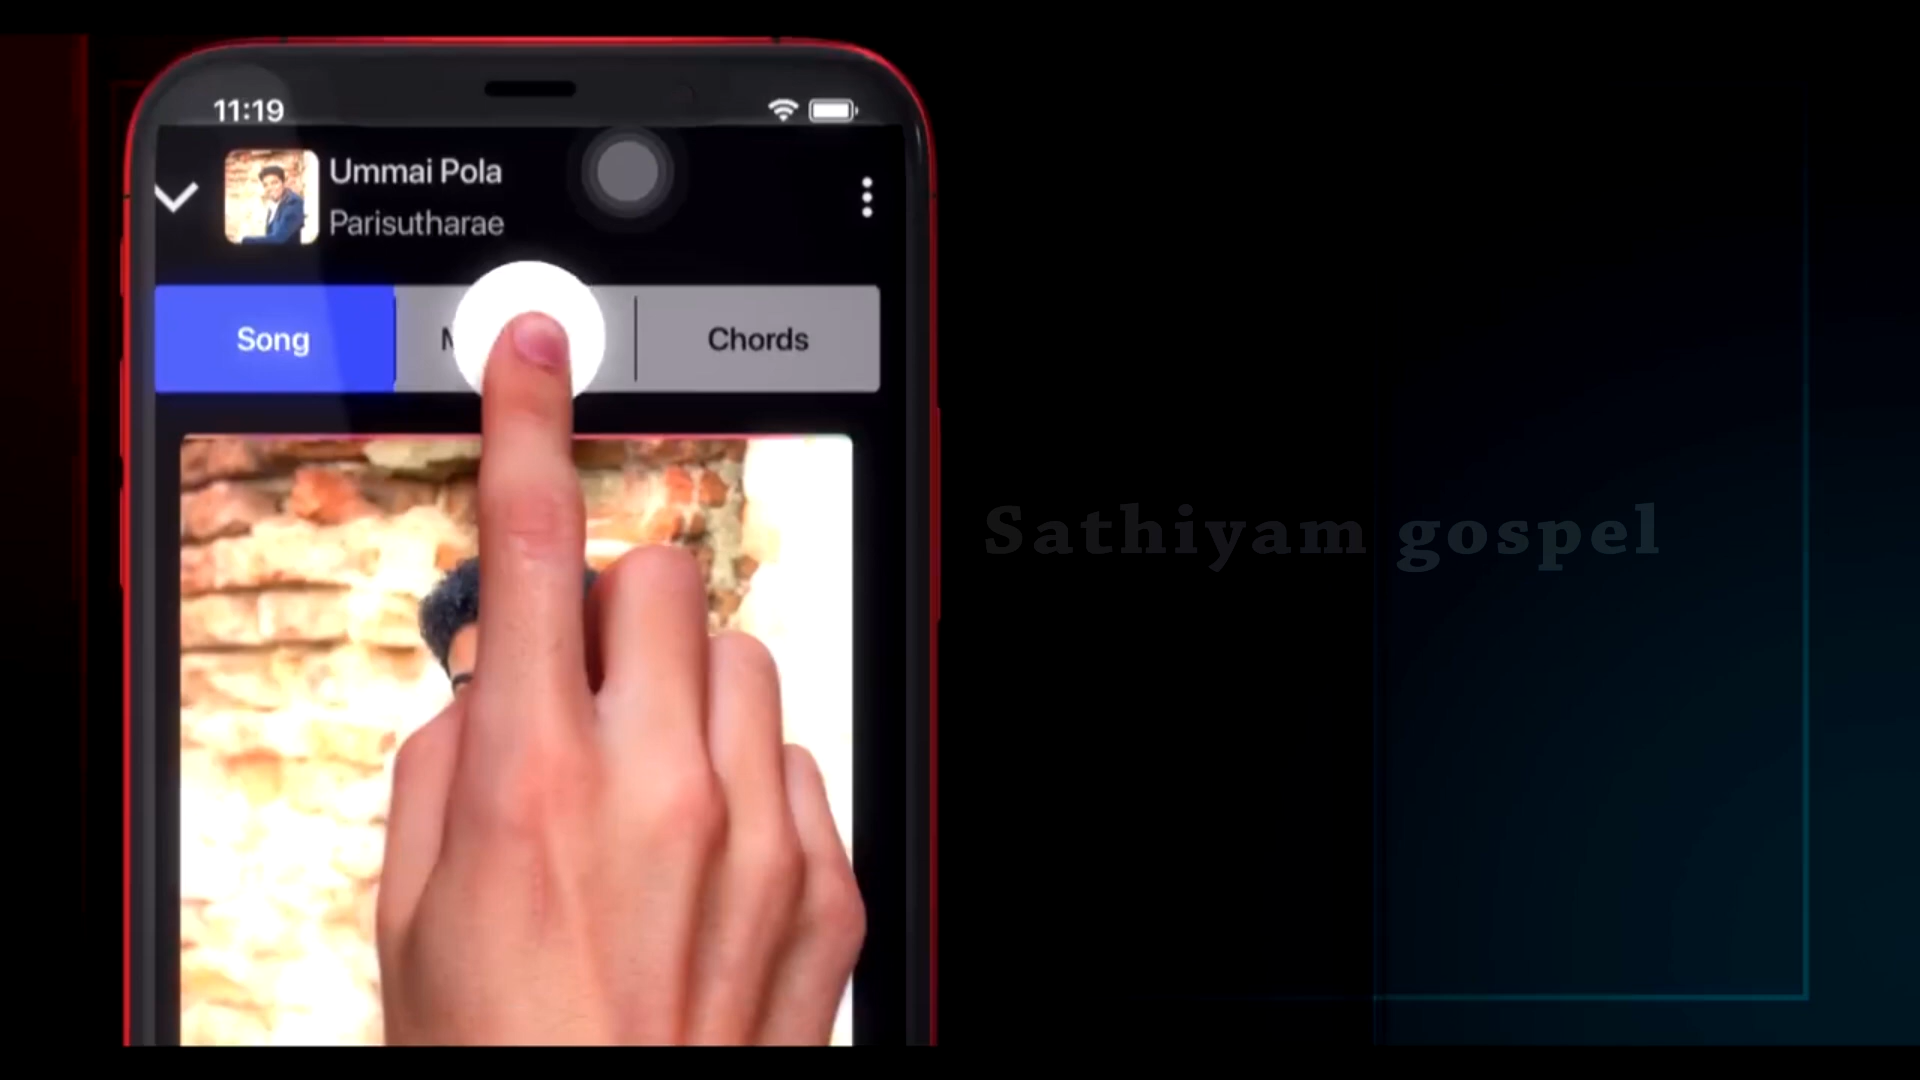 11:19
Ummai Pola
Parisutharae
Song
Chords
Sathiyam gospel